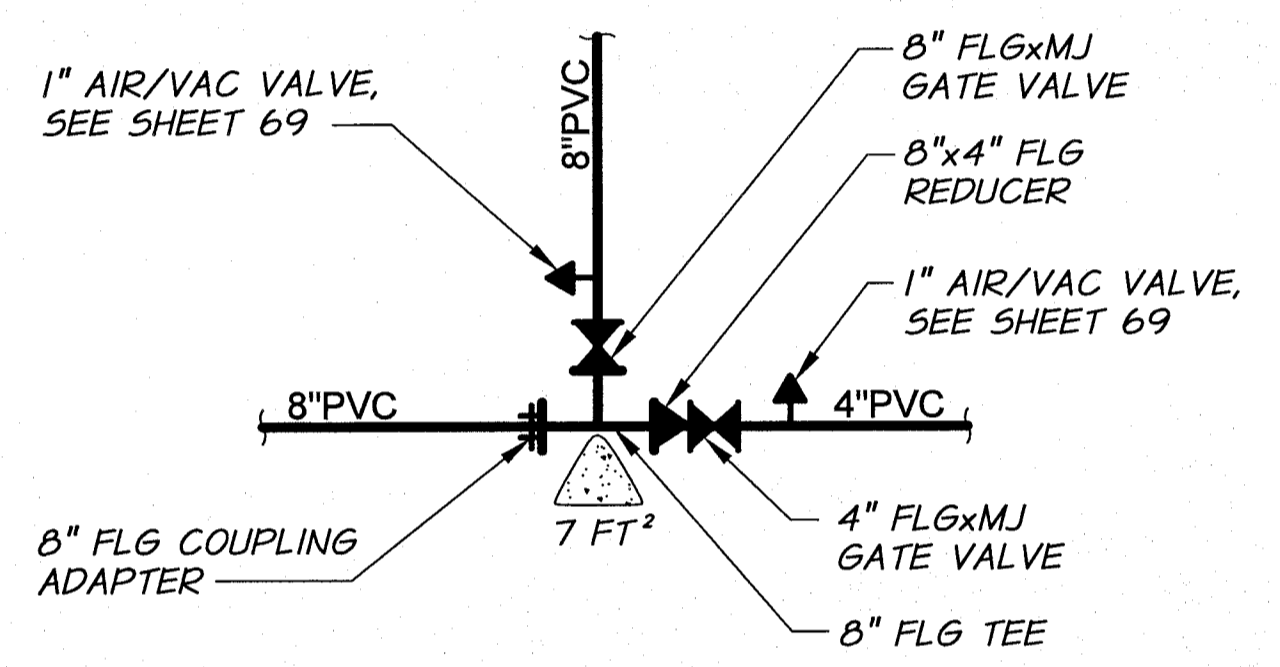 1" AIR/VAC VALVE,
SEE SHEET 69
8"PVC
8" FLGxMJ
GATE VALVE
8"x4" FLG
REDUCER
1" AIR/VAC VALVE,
SEE SHEET 69
8"PVC
4"PVC
8" FLG COUPLING
ADAPTER
7 FT²
4" FLGxMJ
GATE VALVE
8" FLG TEE